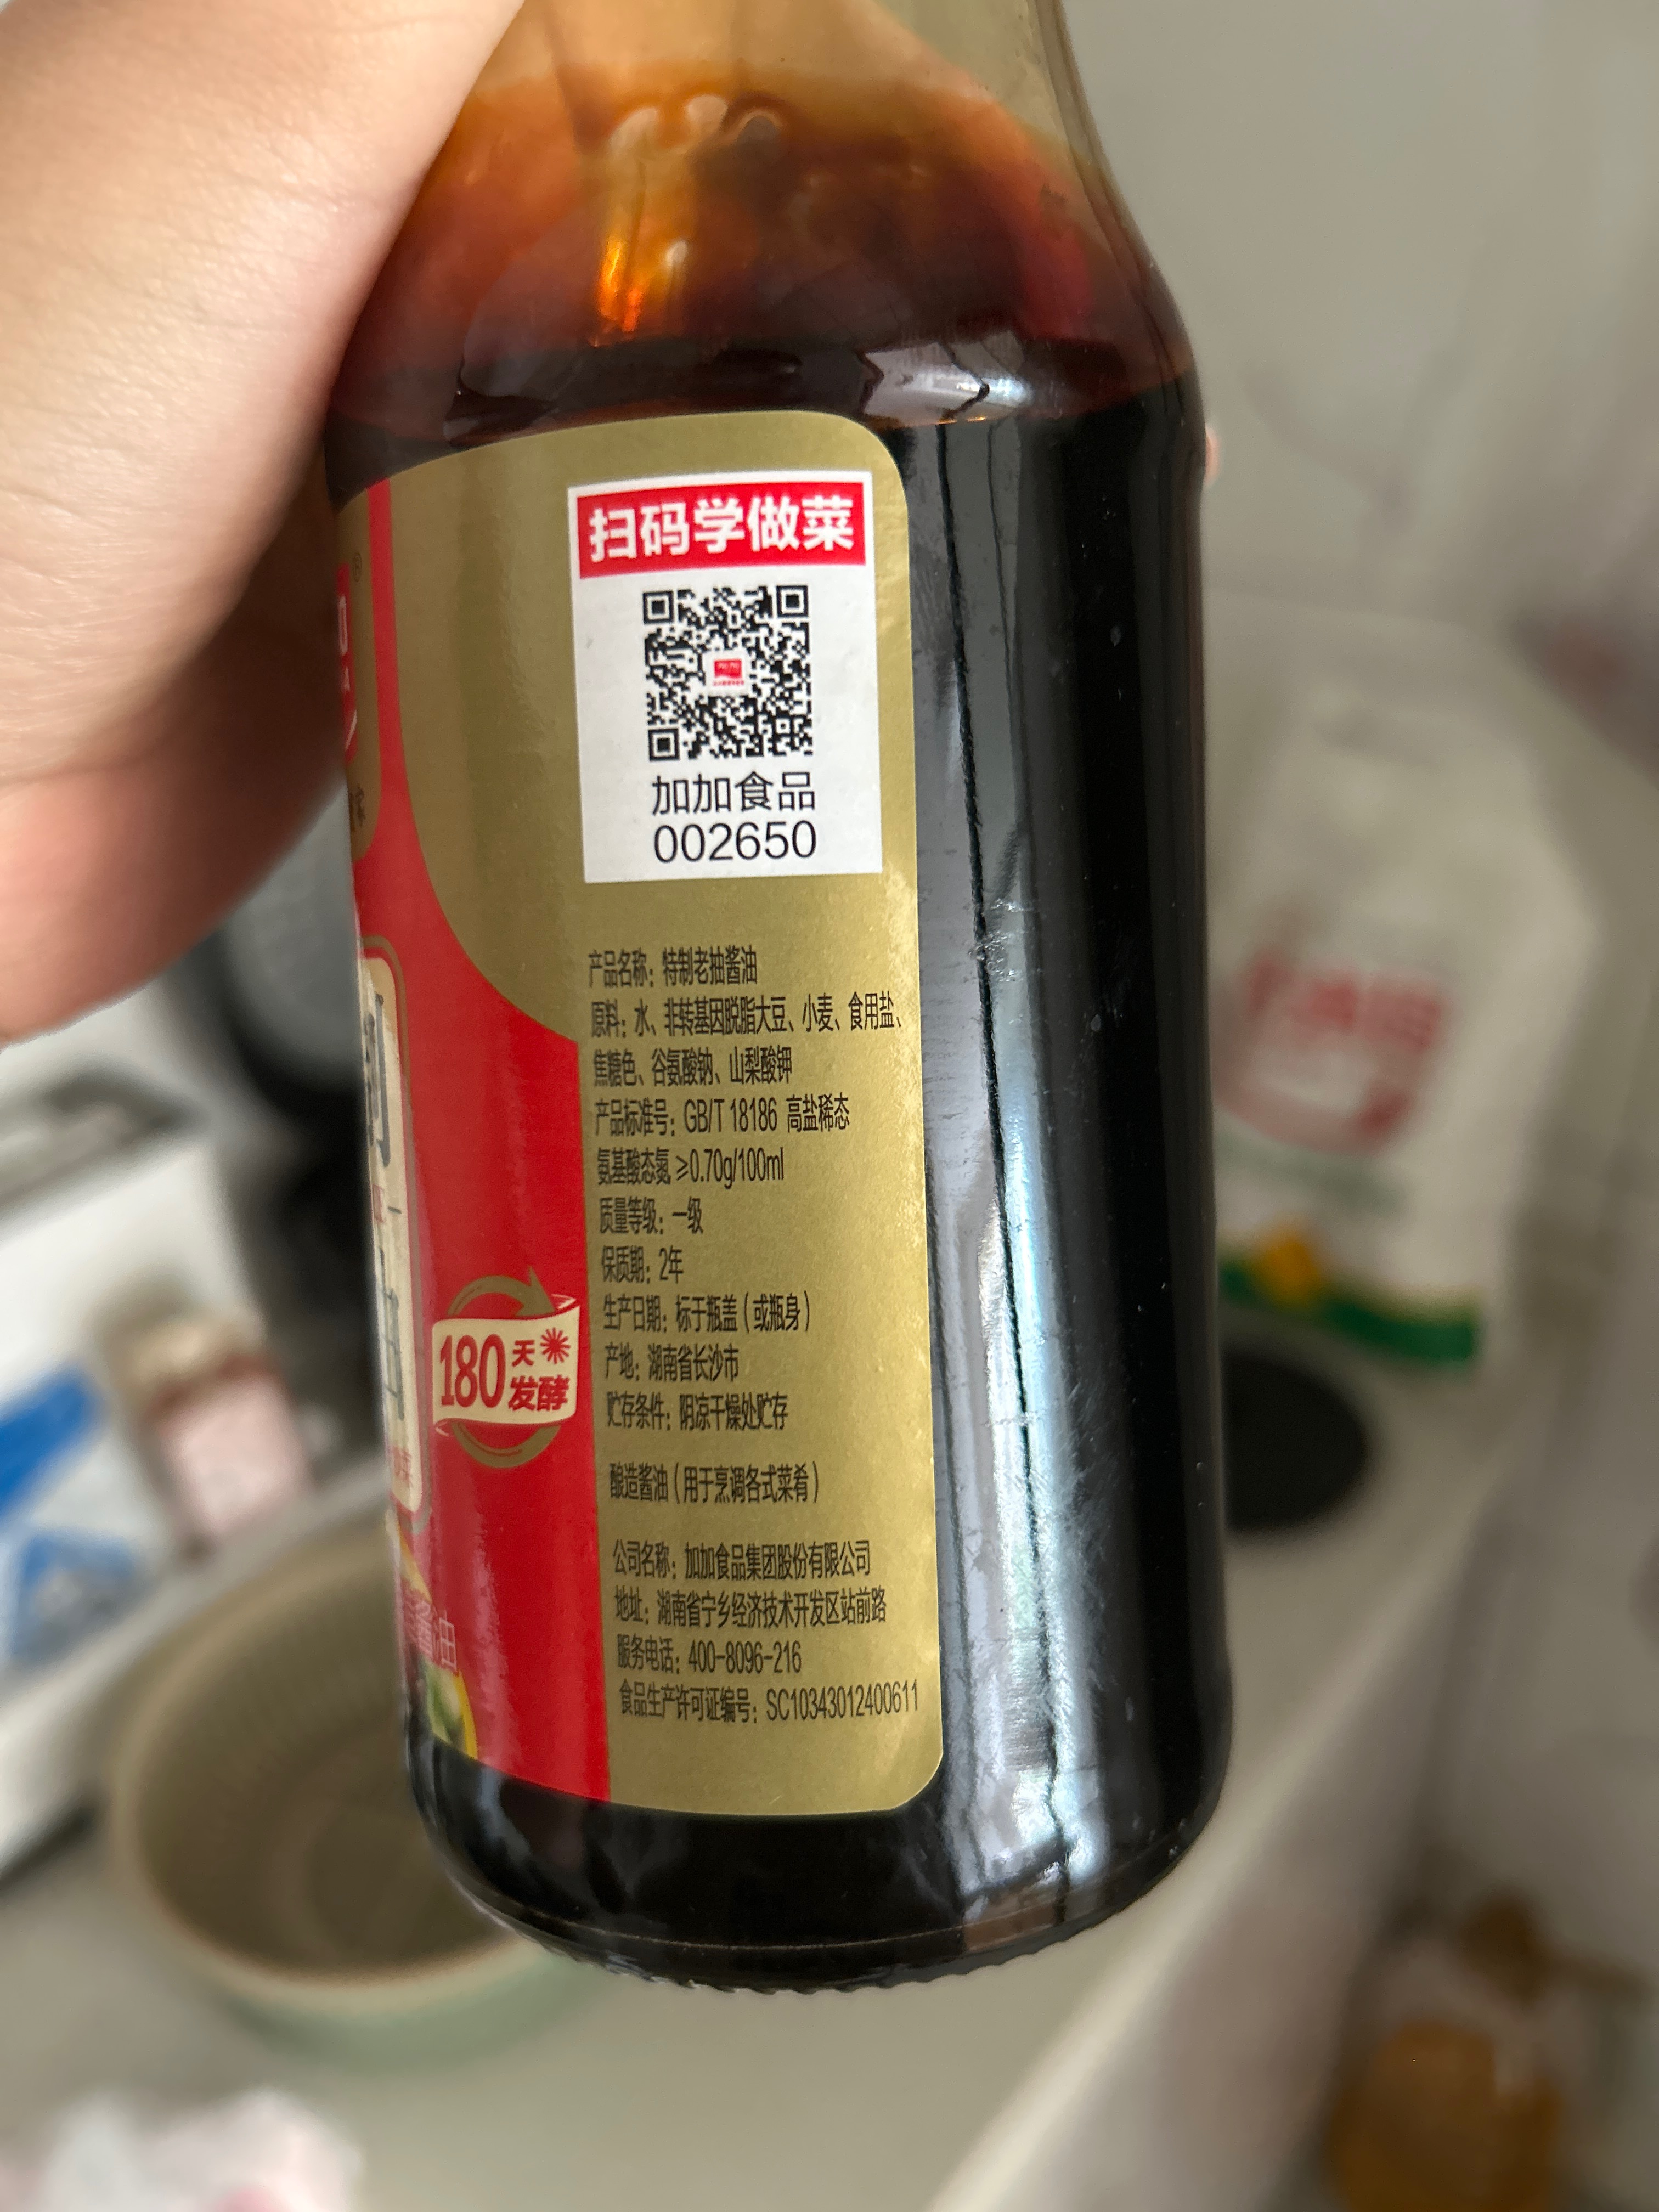 扫码学做菜
加加食品
002650
产品名称：特制老抽酱油
原料：水、非转基因脱脂大豆、小麦、食用盐、
焦糖色、谷氨酸钠、山梨酸钾
产品标准号：GB/T 18186 高盐稀态
氨基酸态氮≥0.70g/100ml
质量等级：一级
保质期：2年
生产日期：标于瓶盖（或瓶身）
产地：湖南省长沙市
贮存条件：阴凉干燥处贮存
酿造酱油（用于烹调各式菜肴）
公司名称：加加食品集团股份有限公司
地址：湖南省宁乡经济技术开发区站前路
服务电话：400-8096-216
食品生产许可证编号：SC10343012400611
180天
发酵
酱油